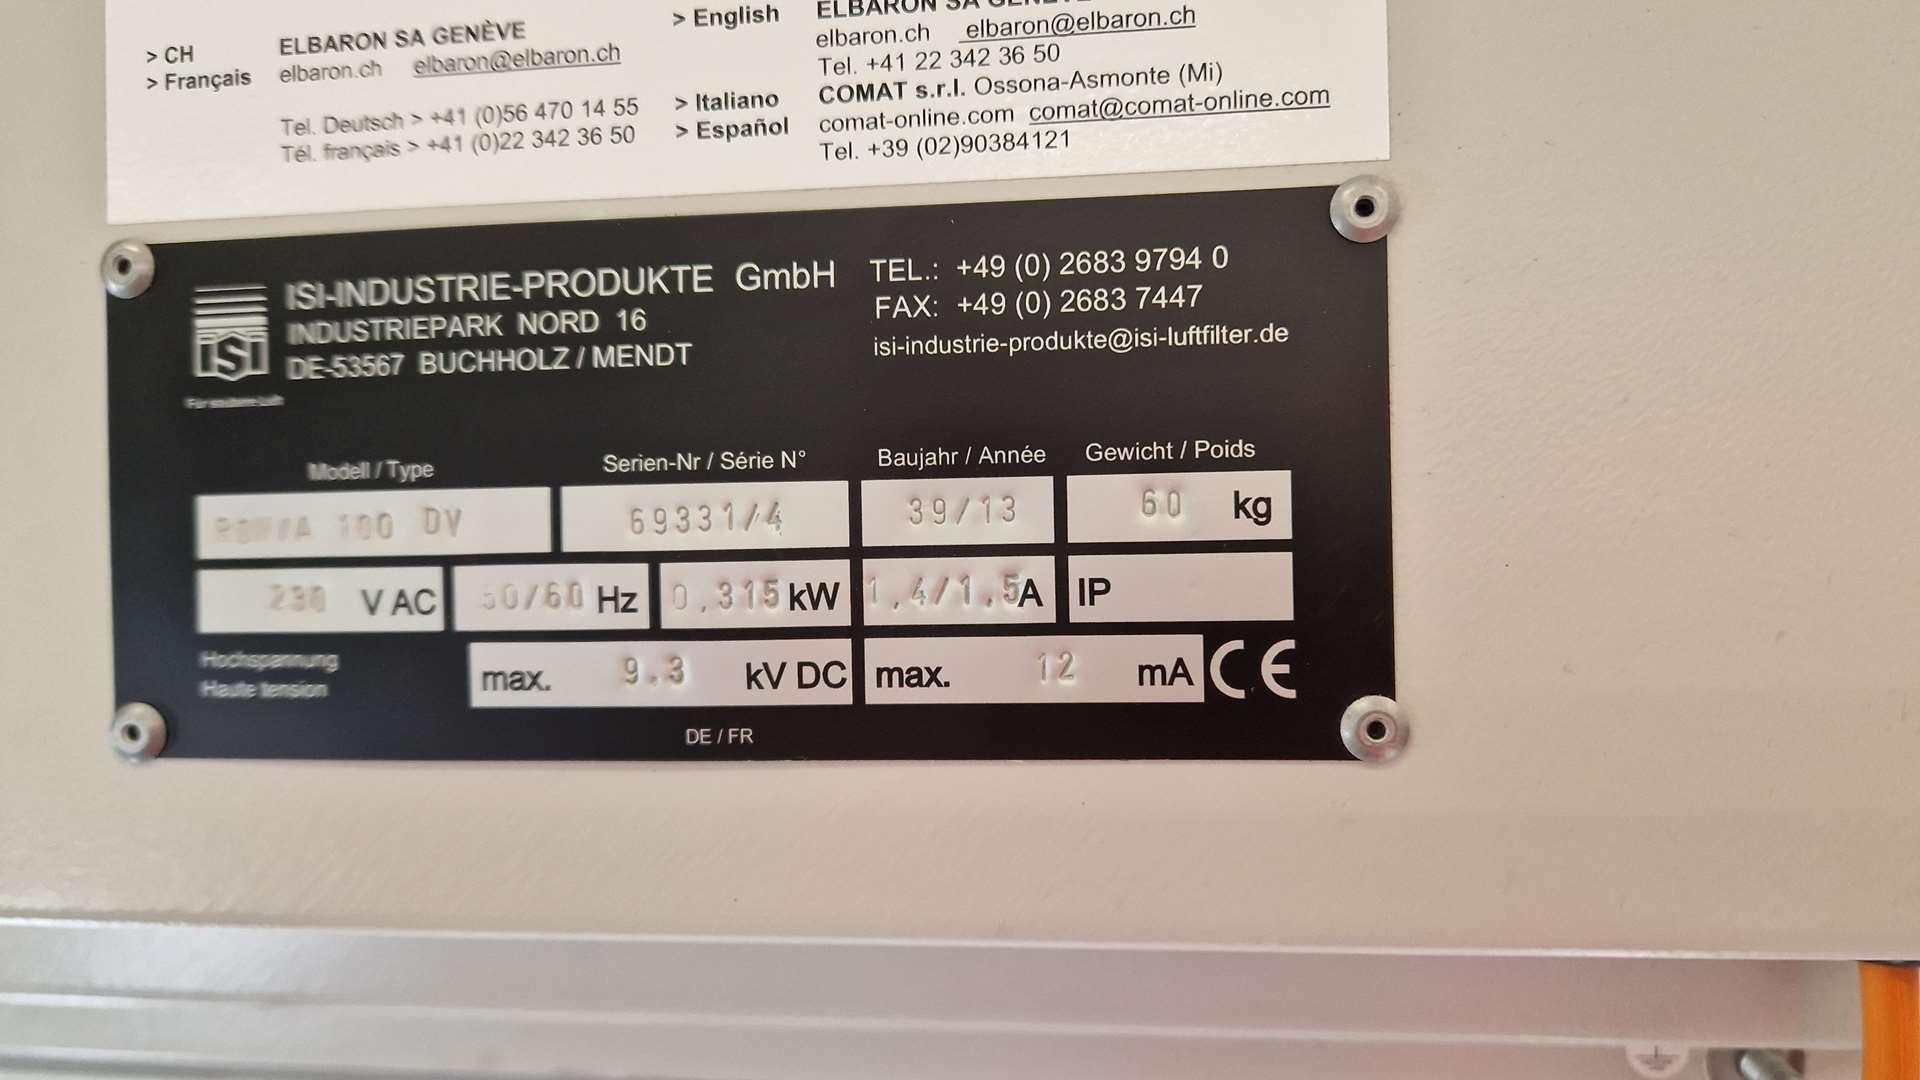 > CH
> Français
ELBARON SA GENÈVE
elbaron.ch elbaron@elbaron.ch
Tel. Deutsch > +41 (0)56 470 14 55
Tél. français > +41 (0)22 342 36 50
> English
ELBARON SA
elbaron.ch elbaron@elbaron.ch
Tel. +41 22 342 36 50
> Italiano
> Español
COMAT s.r.l. Ossona-Asmonte (Mi)
comat-online.com comat@comat-online.com
Tel. +39 (02)90384121
ISI-INDUSTRIE-PRODUKTE GmbH
INDUSTRIEPARK NORD 16
DE-53567 BUCHHOLZ / MENDT
ISI
TEL.: +49 (0) 2683 9794 0
FAX: +49 (0) 2683 7447
isi-industrie-produkte@isi-luftfilter.de
Modell / Type Serien-Nr / Série N° Baujahr / Année Gewicht / Poids
100 DV 69331/4 39/13 60 kg
230 V AC 50/60 Hz 0,315 kW 1,4/1,5 A IP
Hochspannung
Haute tension
max. 9.3 kV DC max. 12 mA CE
DE / FR